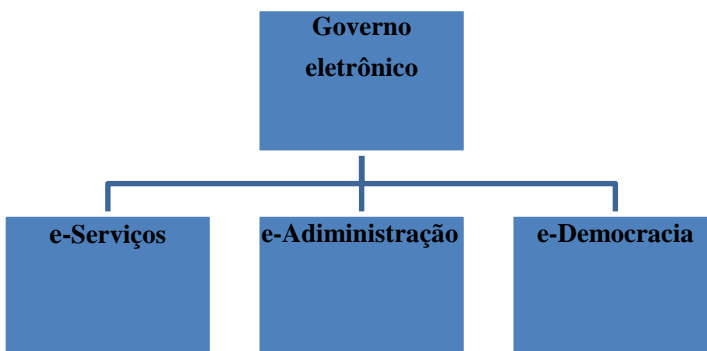 Governo
eletrônico
e-Serviços
e-Adiministração
e-Democracia